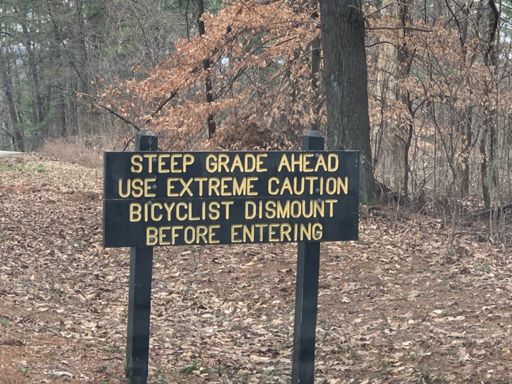 STEEP GRADE AHEAD
USE EXTREME CAUTION
BICYCLIST DISMOUNT
BEFORE ENTERING